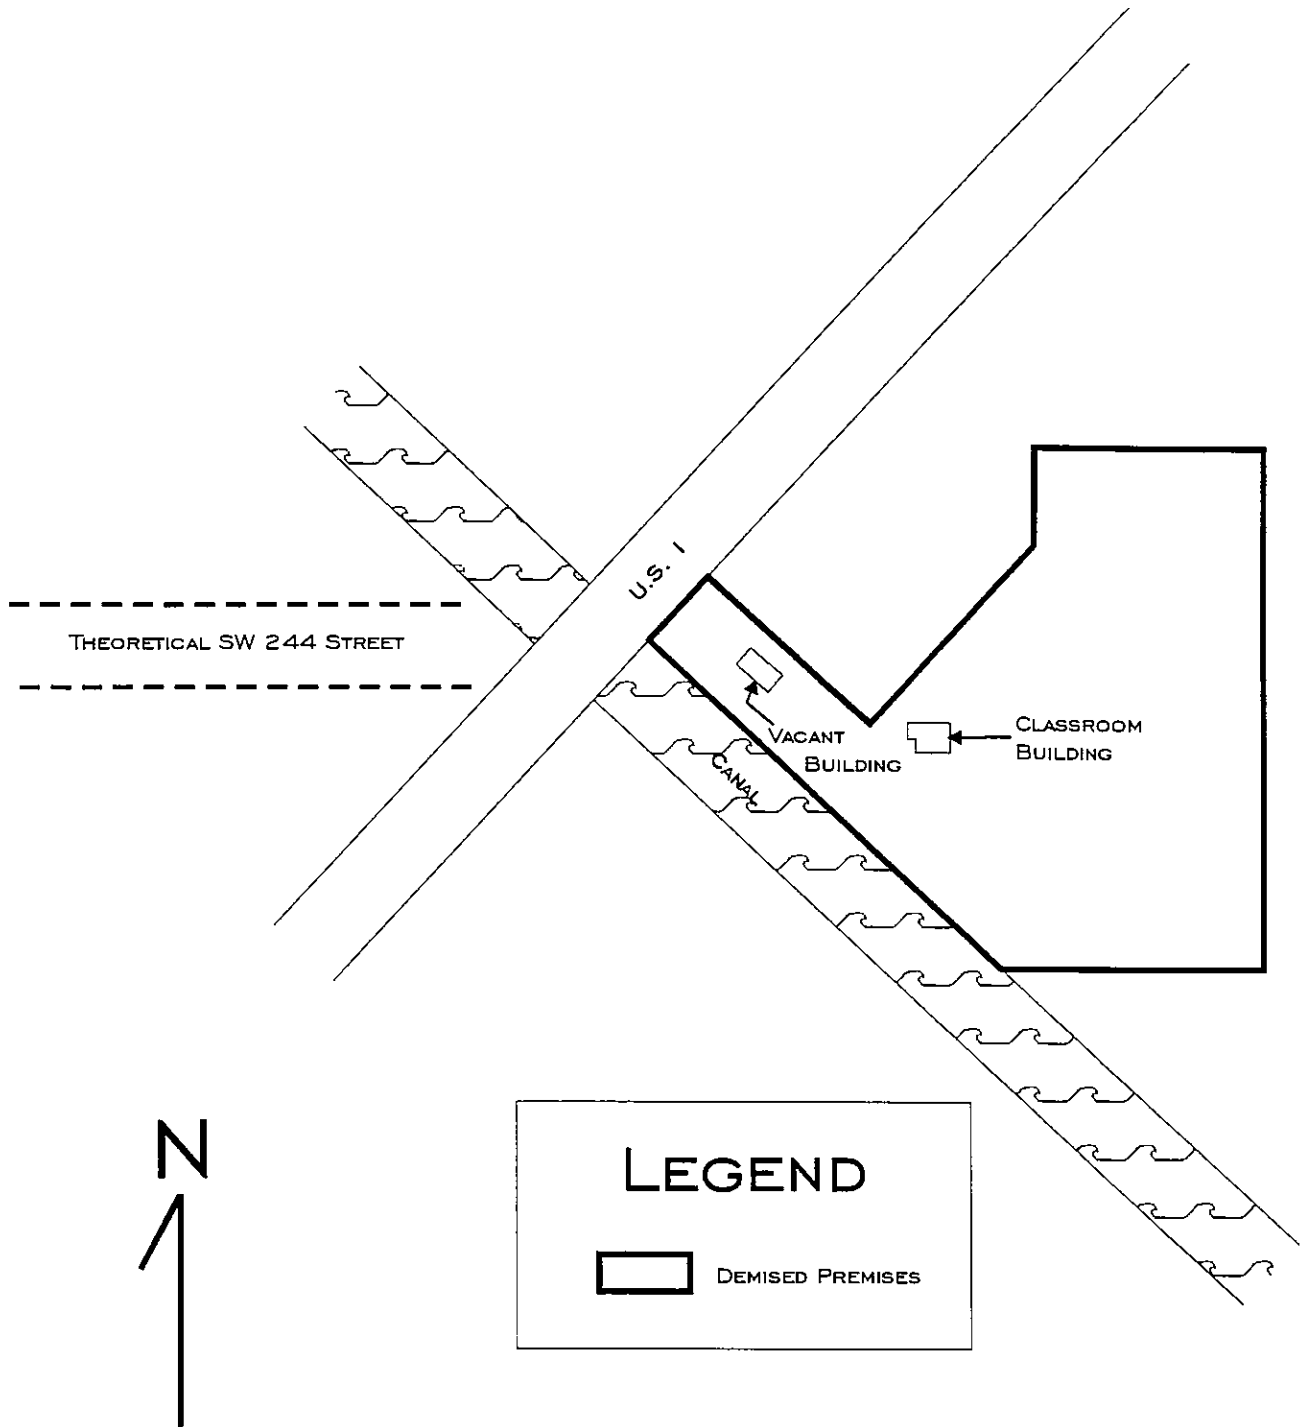 U.S. 1
THEORETICAL SW 244 STREET
VACANT
BUILDING
CLASSROOM
BUILDING
CANAL
N
LEGEND
DEMISED PREMISES